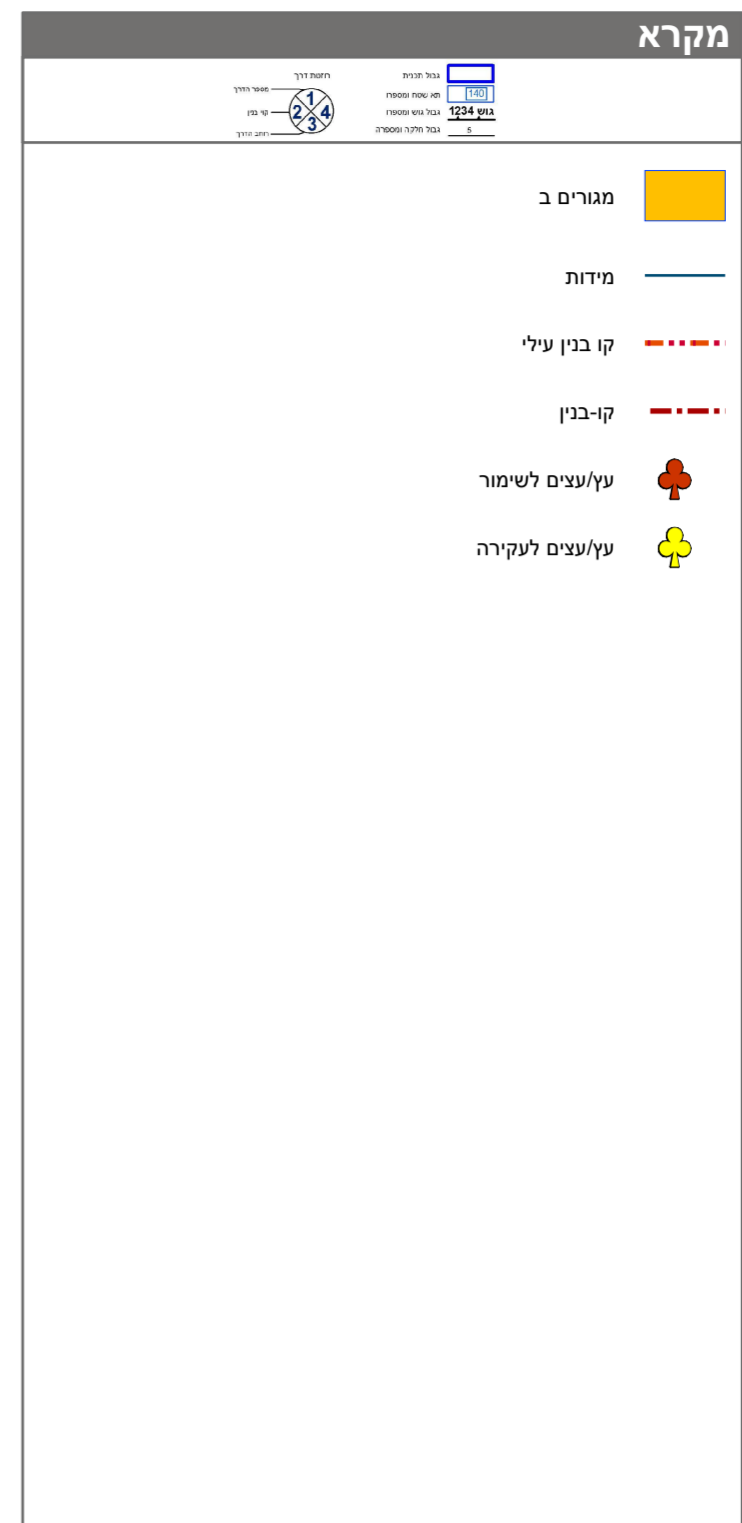 מקרא
גבול תכנית
140 תא שטח ומספרו
גוש 1234 גבול גוש ומספרו
5 גבול חלקה ומספרה
רוזטת דרך
מספר הדרך
קוי בנין
רוחב הדרך
1
2 4
3
מגורים ב
מידות
קו בנין עילי
קו-בנין
עץ/עצים לשימור
עץ/עצים לעקירה